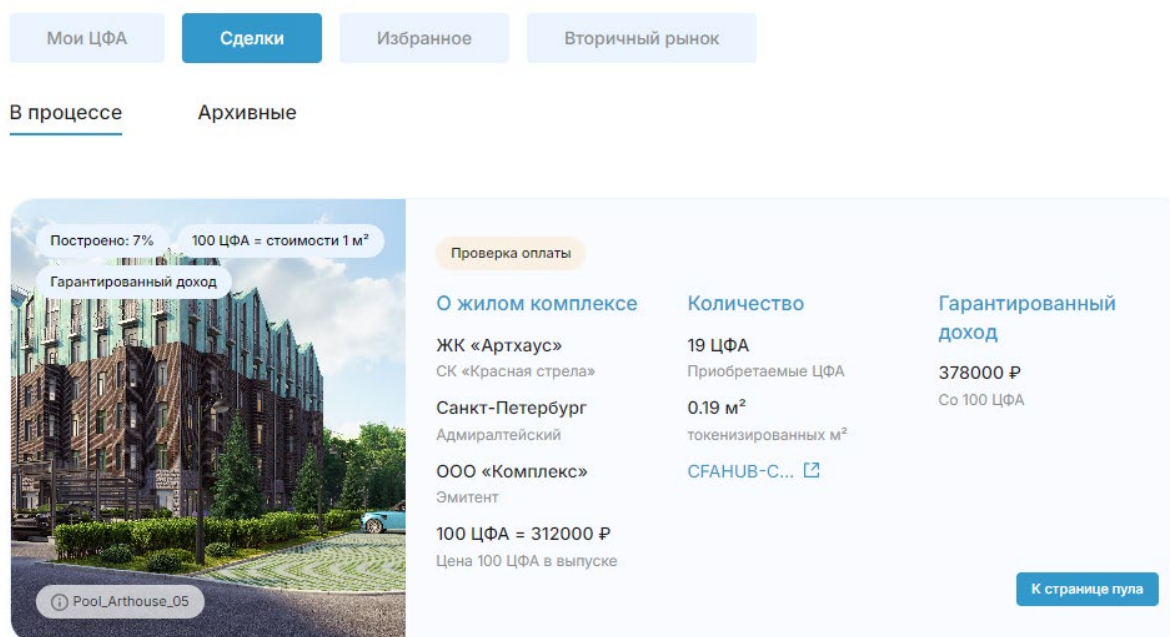 Мои ЦФА
Сделки
Избранное
Вторичный рынок
В процессе
Архивные
Построено: 7%
100 ЦФА = стоимости 1 м²
Гарантированный доход
Pool_Arthouse_05
Проверка оплаты
О жилом комплексе
ЖК «Артхаус»
СК «Красная стрела»
Санкт-Петербург
Адмиралтейский
ООО «Комплекс»
Эмитент
100 ЦФА = 312000 ₽
Цена 100 ЦФА в выпуске
Количество
19 ЦФА
Приобретаемые ЦФА
0.19 м²
токенизированных м²
CFAHUB-C...
Гарантированный
доход
378000 ₽
Со 100 ЦФА
К странице пула